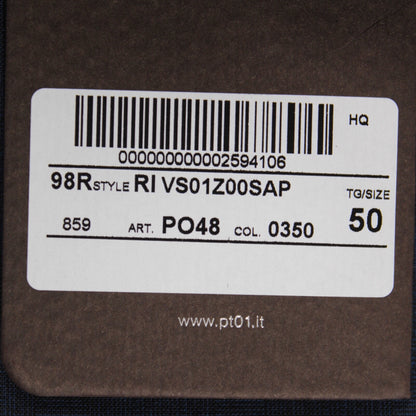 HQ
000000000002594106
98R STYLE RI VS01Z00SAP
TG/SIZE
859 ART. PO48 COL. 0350 50
www.pt01.it